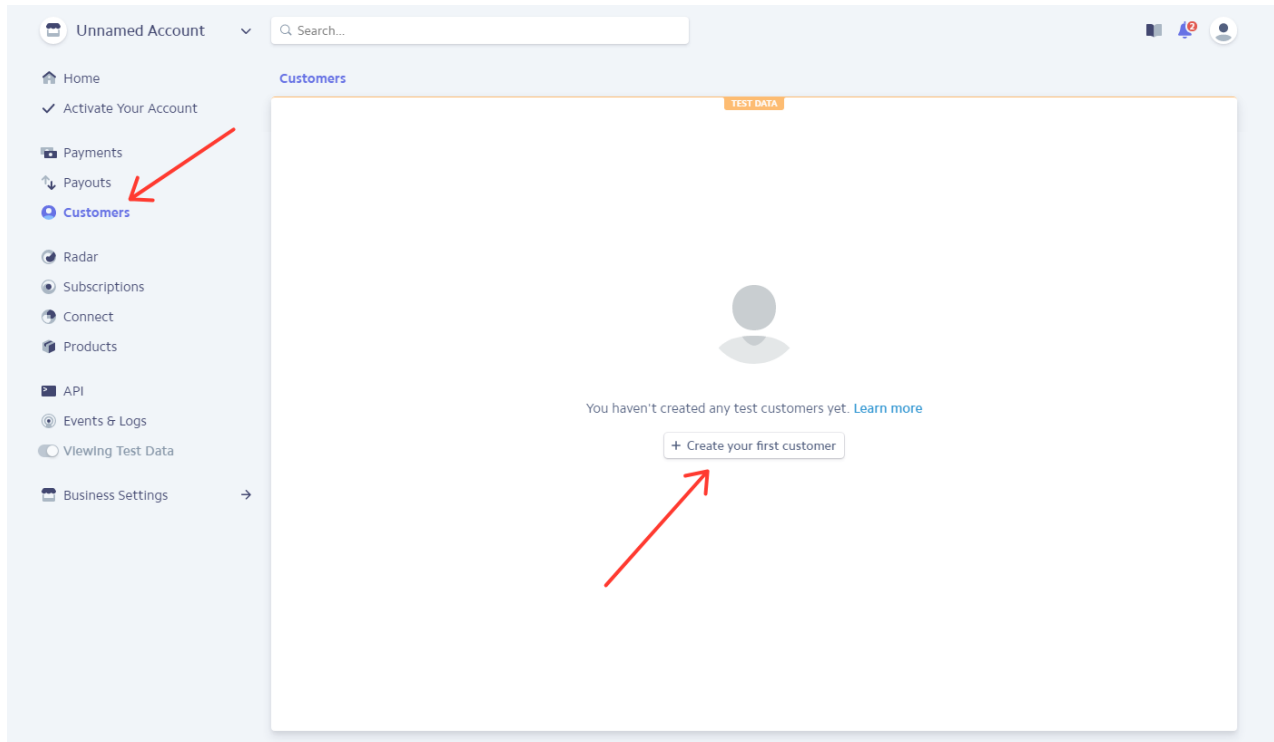 Unnamed Account
Search...
2
Home
Activate Your Account
Payments
Payouts
Customers
Radar
Subscriptions
Connect
Products
API
Events & Logs
Viewing Test Data
Business Settings
Customers
TEST DATA
You haven't created any test customers yet. Learn more
+ Create your first customer